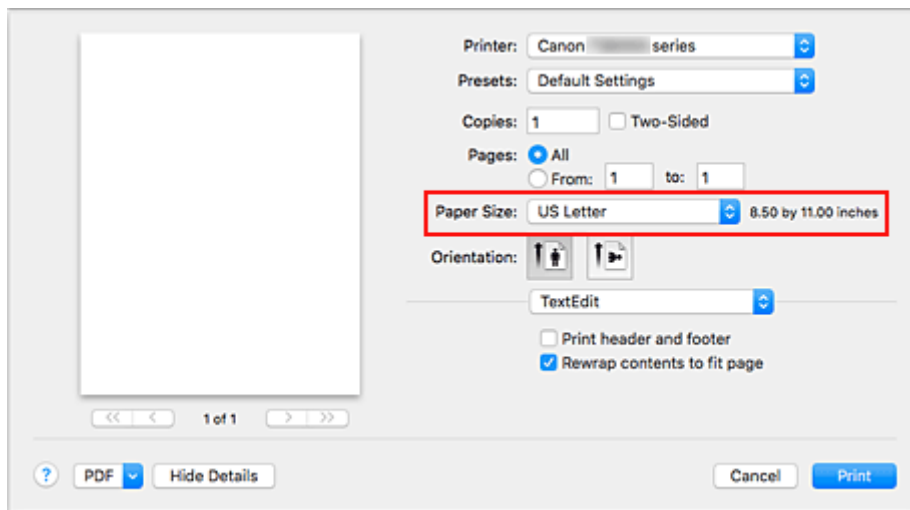 Printer: Canon series
Presets: Default Settings
Copies: 1 Two-Sided
Pages: All
From: 1 to: 1
Paper Size: US Letter 8.50 by 11.00 inches
Orientation:
TextEdit
Print header and footer
Rewrap contents to fit page
<< < 1 of 1 > >>
? PDF Hide Details Cancel Print